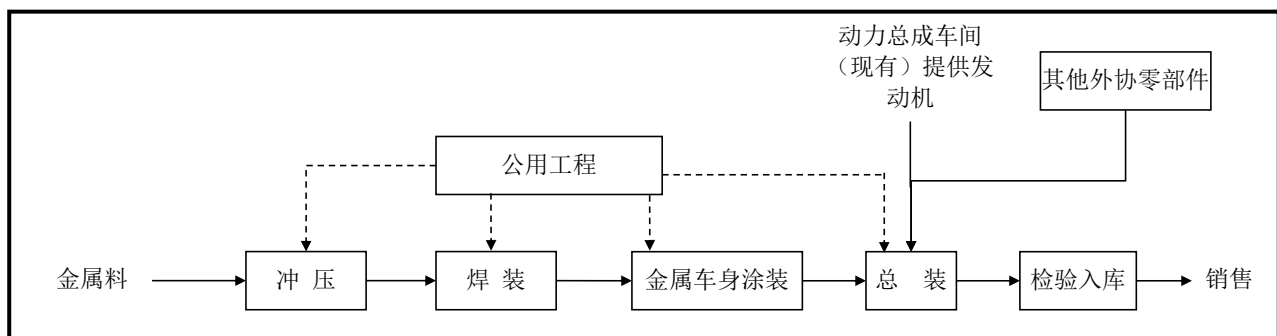 动力总成车间
（现有）提供发
动机
其他外协零部件
公用工程
金属料
冲 压
焊 装
金属车身涂装
总 装
检验入库
销售